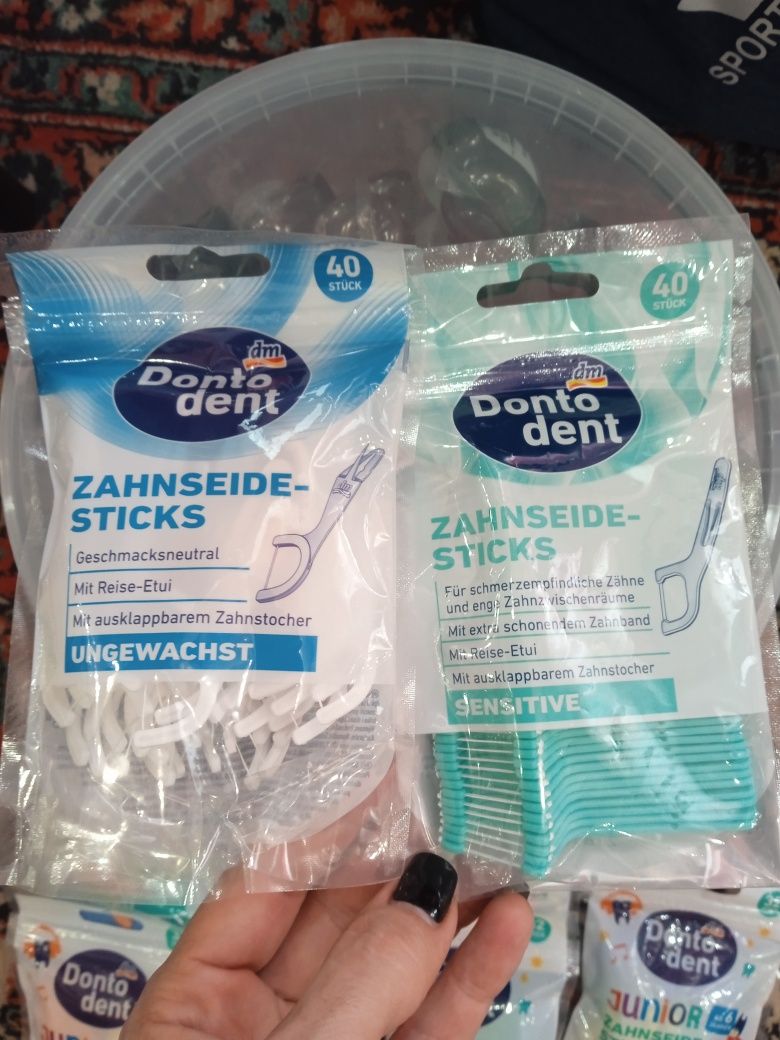 SPORT
40
STÜCK
dm
Donto
dent
ZAHNSEIDE-
STICKS
Geschmacksneutral
Mit Reise-Etui
Mit ausklappbarem Zahnstocher
UNGEWACHST
40
STÜCK
dm
Donto
dent
ZAHNSEIDE-
STICKS
Für schmerzempfindliche Zähne
und enge Zahnzwischenräume
Mit extra schonendem Zahnband
Mit Reise-Etui
Mit ausklappbarem Zahnstocher
SENSITIVE
Donto
dent
Donto
dent
JUNIOR
ZAHNSEIDE